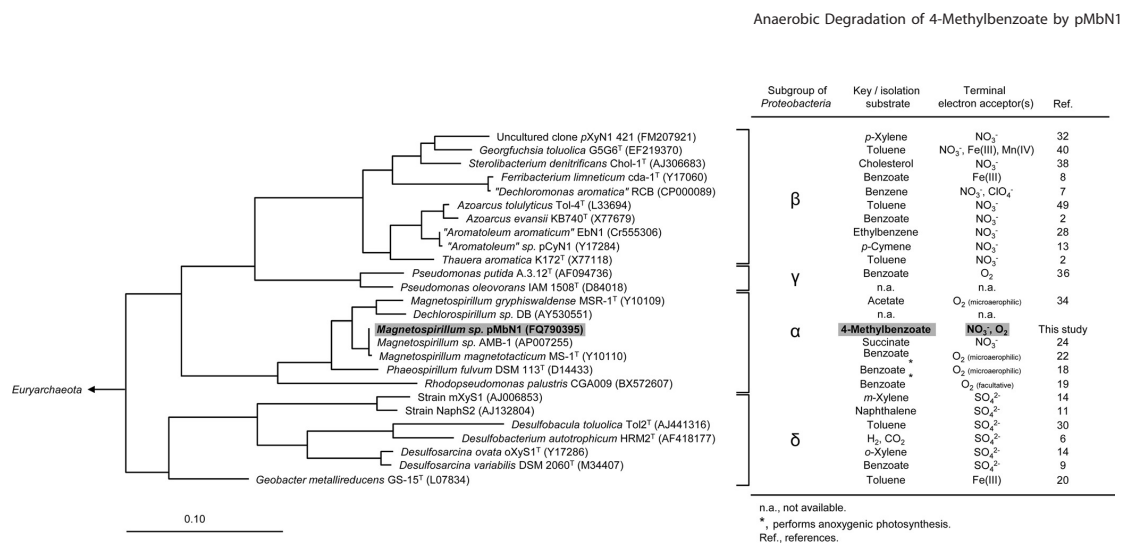 Anaerobic Degradation of 4-Methylbenzoate by pMbN1
Subgroup of Proteobacteria Key / isolation substrate Terminal electron acceptor(s) Ref.
Uncultured clone pXyN1 421 (FM207921) p-Xylene NO₃⁻ 32
Georgfuchsia toluolica G5G6ᵀ (EF219370) Toluene NO₃⁻, Fe(III), Mn(IV) 40
Sterolibacterium denitrificans Chol-1ᵀ (AJ306683) Cholesterol NO₃⁻ 38
Ferribacterium limneticum cda-1ᵀ (Y17060) Benzoate Fe(III) 8
"Dechloromonas aromatica" RCB (CP000089) Benzene NO₃⁻, ClO₄⁻ 7
Azoarcus tolulyticus Tol-4ᵀ (L33694) β Toluene NO₃⁻ 49
Azoarcus evansii KB740ᵀ (X77679) Benzoate NO₃⁻ 2
"Aromatoleum aromaticum" EbN1 (Cr555306) Ethylbenzene NO₃⁻ 28
"Aromatoleum" sp. pCyN1 (Y17284) p-Cymene NO₃⁻ 13
Thauera aromatica K172ᵀ (X77118) Toluene NO₃⁻ 2
Pseudomonas putida A.3.12ᵀ (AF094736) γ Benzoate O₂ 36
Pseudomonas oleovorans IAM 1508ᵀ (D84018) n.a. n.a.
Magnetospirillum gryphiswaldense MSR-1ᵀ (Y10109) Acetate O₂ (microaerophilic) 34
Dechlorospirillum sp. DB (AY530551) n.a. n.a.
Magnetospirillum sp. pMbN1 (FQ790395) α 4-Methylbenzoate NO₃⁻, O₂ This study
Magnetospirillum sp. AMB-1 (AP007255) Succinate NO₃⁻ 24
Magnetospirillum magnetotacticum MS-1ᵀ (Y10110) Benzoate O₂ (microaerophilic) 22
Phaeospirillum fulvum DSM 113ᵀ (D14433) Benzoate * O₂ (microaerophilic) 18
Rhodopseudomonas palustris CGA009 (BX572607) Benzoate * O₂ (facultative) 19
Euryarchaeota
Strain mXyS1 (AJ006853) m-Xylene SO₄²⁻ 14
Strain NaphS2 (AJ132804) Naphthalene SO₄²⁻ 11
Desulfobacula toluolica Tol2ᵀ (AJ441316) Toluene SO₄²⁻ 30
Desulfobacterium autotrophicum HRM2ᵀ (AF418177) δ H₂, CO₂ SO₄²⁻ 6
Desulfosarcina ovata oXyS1ᵀ (Y17286) o-Xylene SO₄²⁻ 14
Desulfosarcina variabilis DSM 2060ᵀ (M34407) Benzoate SO₄²⁻ 9
Geobacter metallireducens GS-15ᵀ (L07834) Toluene Fe(III) 20
0.10
n.a., not available.
*, performs anoxygenic photosynthesis.
Ref., references.